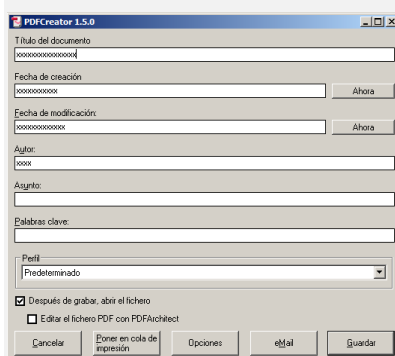 PDFCreator 1.5.0
Título del documento
xxxxxxxxxxxxxxx
Fecha de creación
xxxxxxxxxxx
Ahora
Fecha de modificación:
xxxxxxxxxxxxx
Ahora
Autor:
xxxx
Asunto:
Palabras clave:
Perfil
Predeterminado
Después de grabar, abrir el fichero
Editar el fichero PDF con PDFArchitect
Cancelar
Poner en cola de
impresión
Opciones
eMail
Guardar